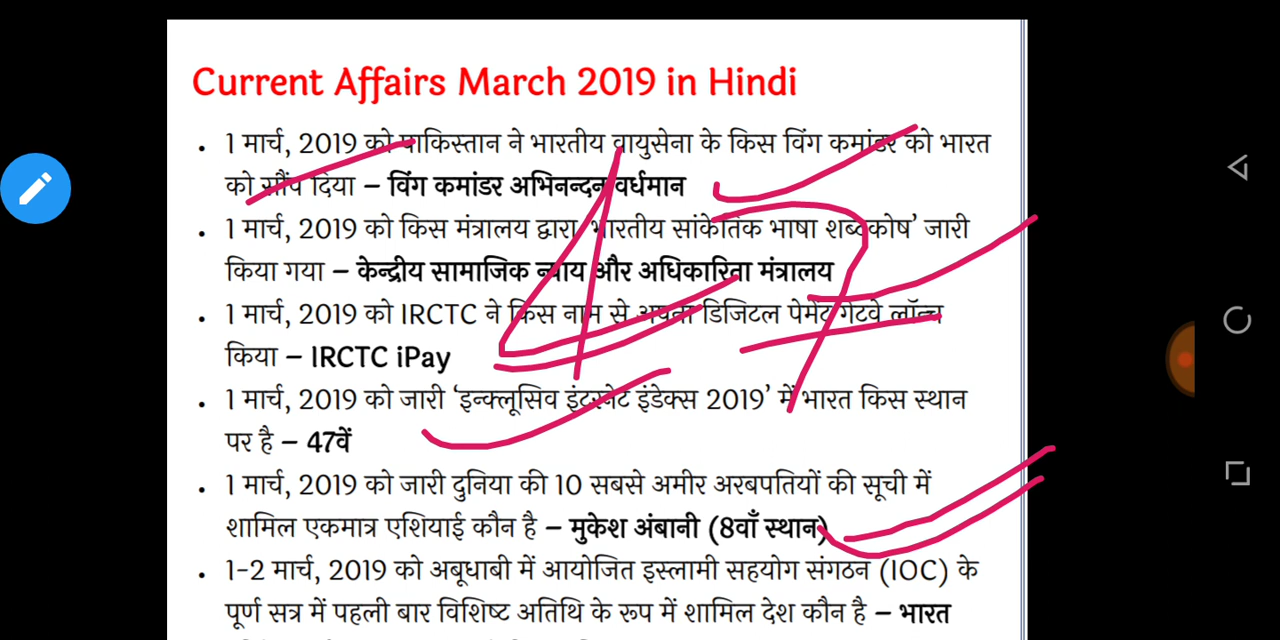 Current Affairs March 2019 in Hindi
• 1 मार्च, 2019 को पाकिस्तान ने भारतीय वायुसेना के किस विंग कमांडर को भारत
को सौंप दिया – विंग कमांडर अभिनन्दन वर्धमान
• 1 मार्च, 2019 को किस मंत्रालय द्वारा 'भारतीय सांकेतिक भाषा शब्दकोष' जारी
किया गया – केन्द्रीय सामाजिक न्याय और अधिकारिता मंत्रालय
• 1 मार्च, 2019 को IRCTC ने किस नाम से अपना डिजिटल पेमेंट गेटवे लॉन्च
किया – IRCTC iPay
• 1 मार्च, 2019 को जारी 'इन्क्लूसिव इंटरनेट इंडेक्स 2019' में भारत किस स्थान
पर है – 47वें
• 1 मार्च, 2019 को जारी दुनिया की 10 सबसे अमीर अरबपतियों की सूची में
शामिल एकमात्र एशियाई कौन है – मुकेश अंबानी (8वाँ स्थान)
• 1-2 मार्च, 2019 को अबूधाबी में आयोजित इस्लामी सहयोग संगठन (IOC) के
पूर्ण सत्र में पहली बार विशिष्ट अतिथि के रूप में शामिल देश कौन है – भारत
47